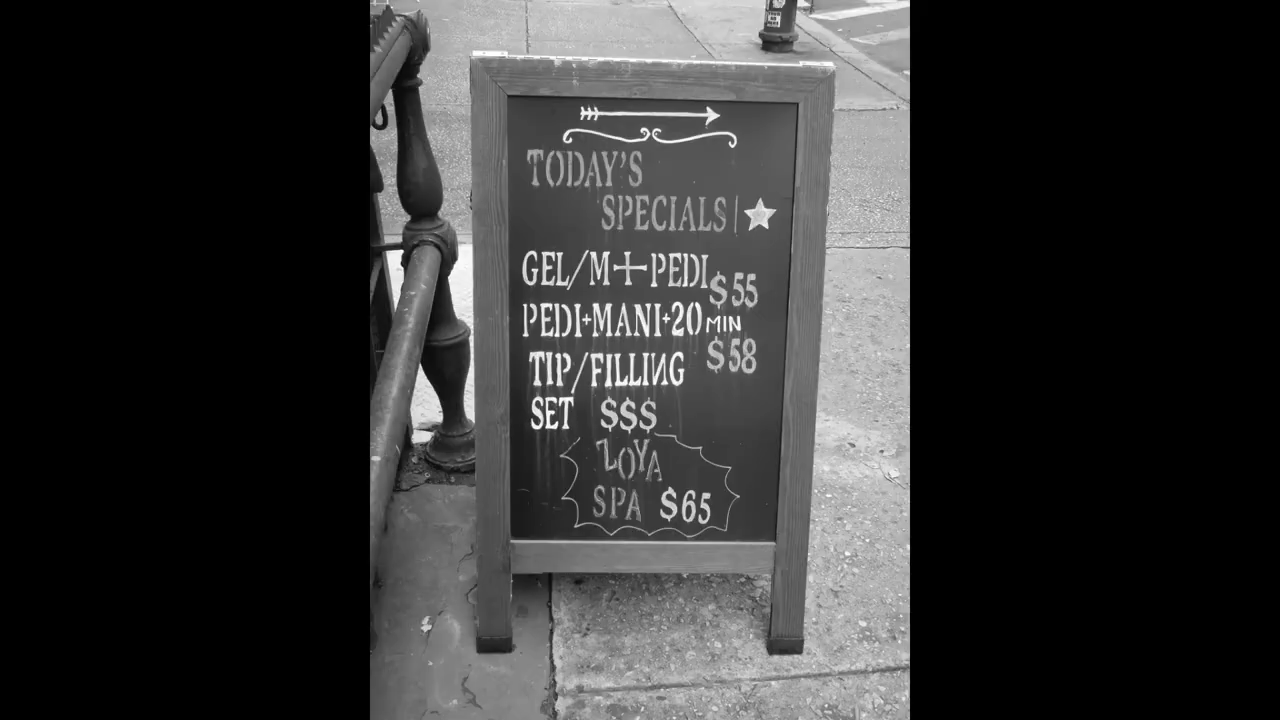 TODAY'S
SPECIALS
GEL/M+PEDI $55
PEDI+MANI+20 MIN
$58
TIP/FILLING
SET $$$
ZOYA
SPA $65